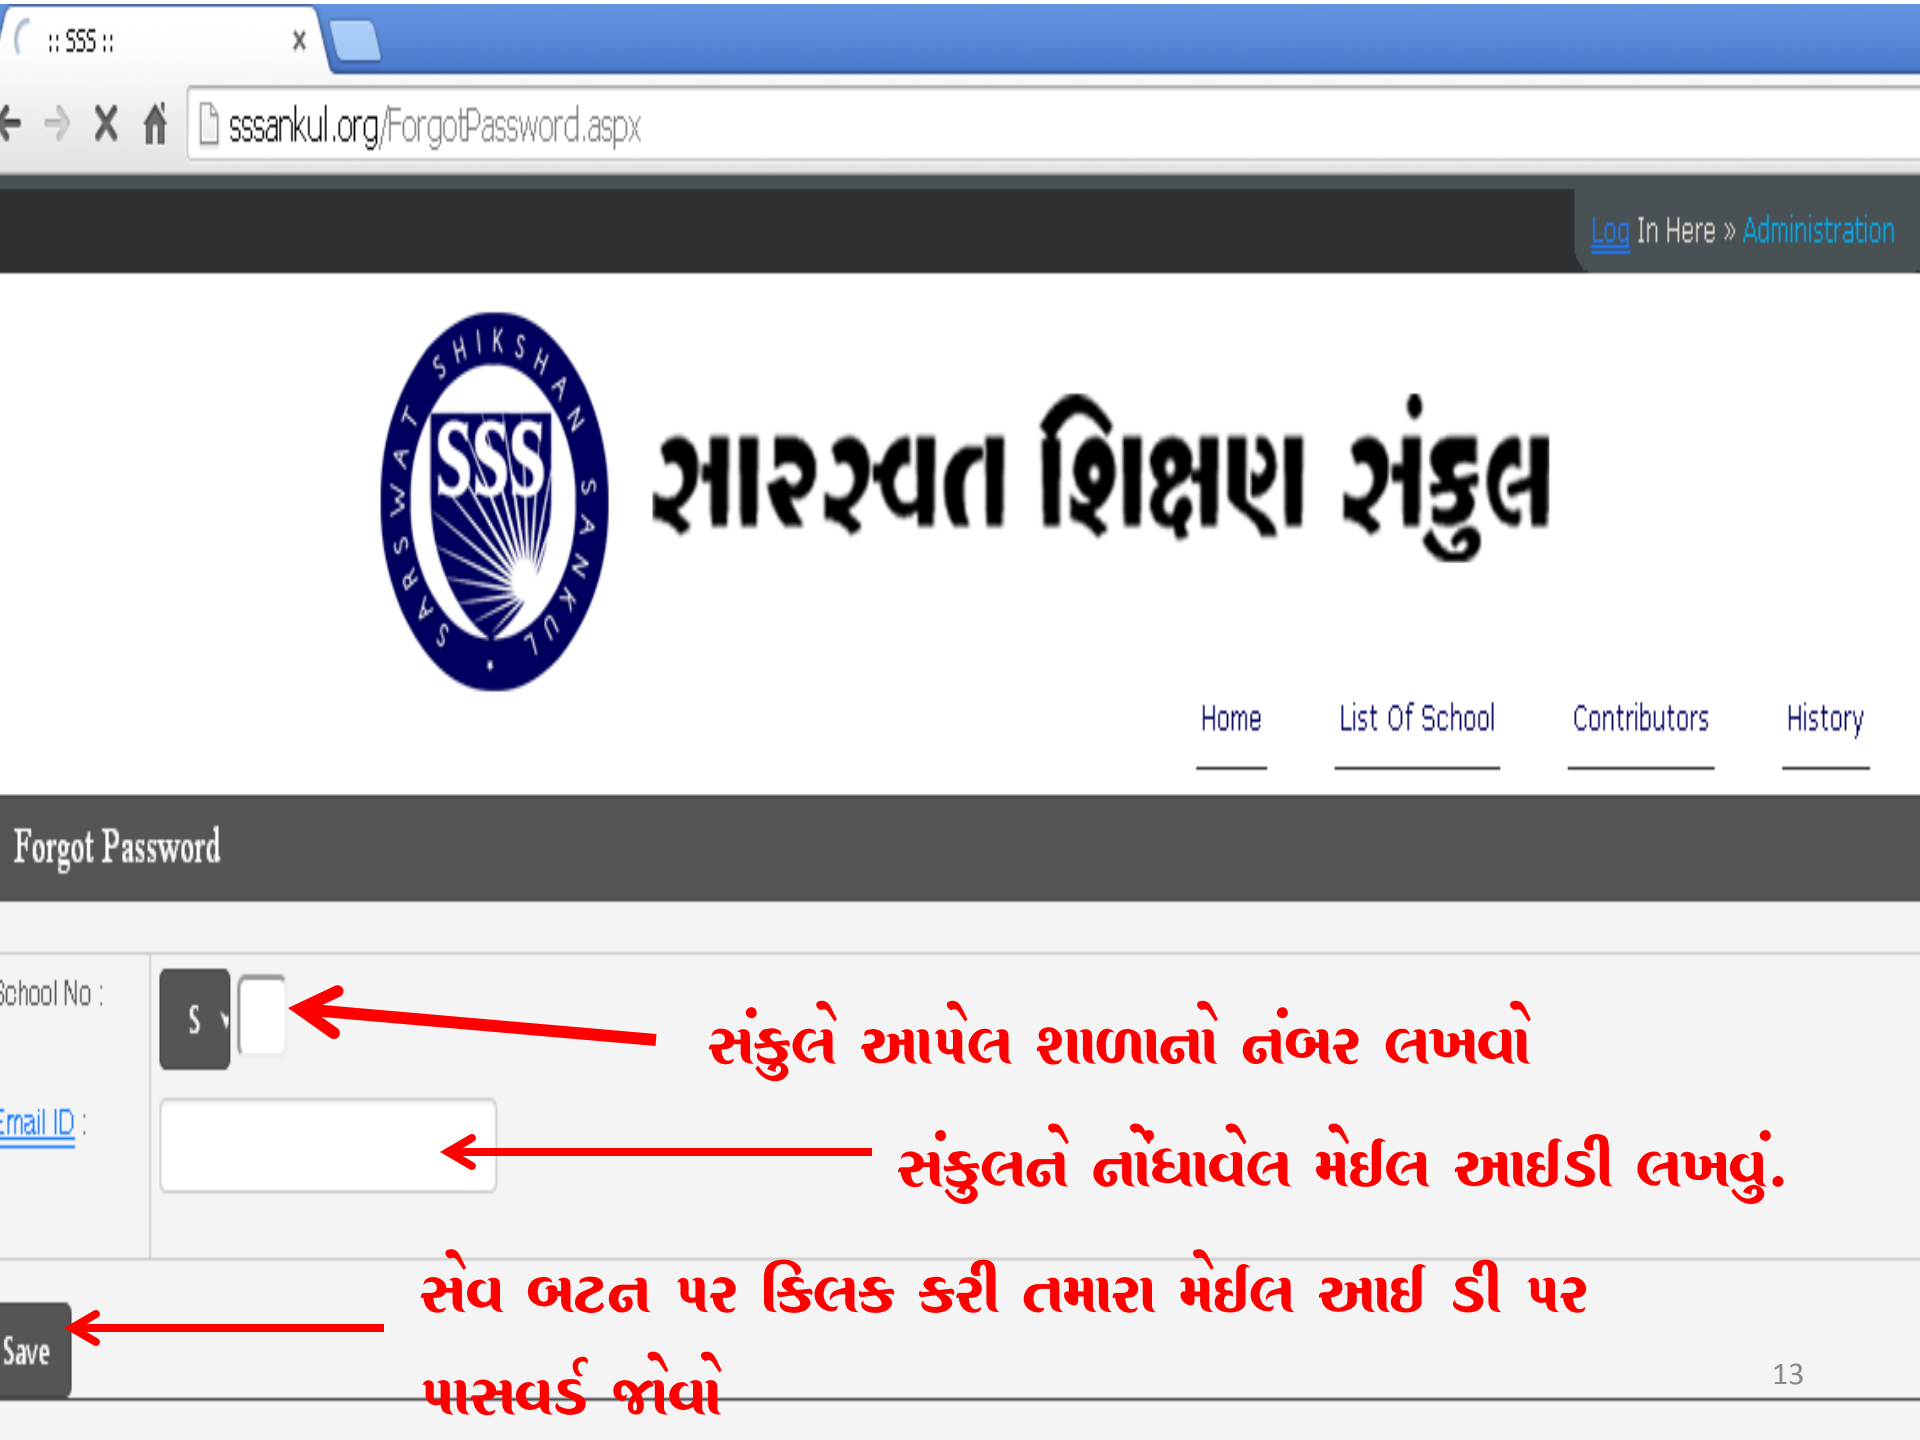 :: SSS ::
sssankul.org/ForgotPassword.aspx
Log In Here » Administration
SARSWAT SHIKSHAN SANKUL
SSS
સારસ્વત શિક્ષણ સંકુલ
Home List Of School Contributors History
Forgot Password
School No :
S
સંકુલે આપેલ શાળાનો નંબર લખવો
Email ID :
સંકુલને નોંધાવેલ મેઈલ આઈડી લખવું.
સેવ બટન પર ક્લિક કરી તમારા મેઈલ આઈ ડી પર
Save
પાસવર્ડ જોવો
13